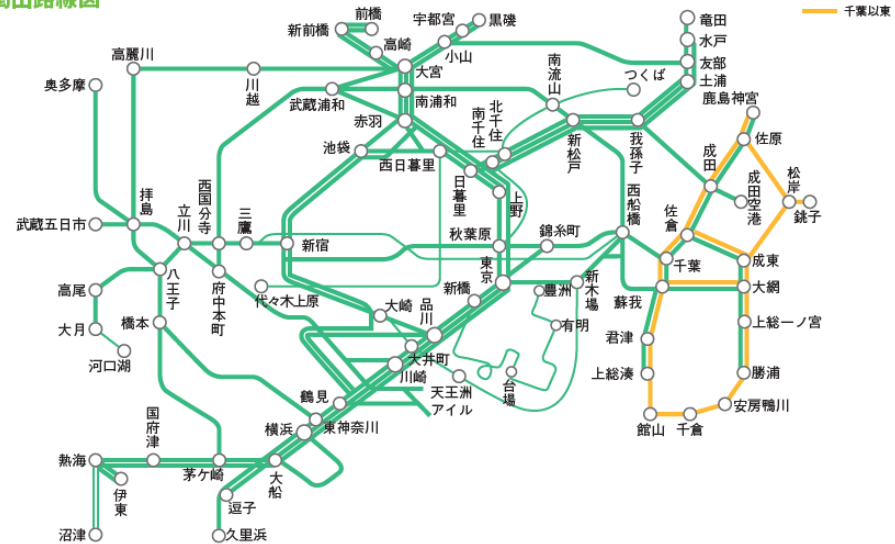 千葉以東
前橋
新前橋
高崎
宇都宮
黒磯
小山
大宮
高麗川
川越
奥多摩
武蔵浦和
南浦和
赤羽
池袋
西日暮里
日暮里
南千住
北千住
南流山
つくば
新松戸
我孫子
竜田
水戸
友部
土浦
鹿島神宮
佐原
成田
成田空港
松岸
銚子
佐倉
成東
大網
千葉
蘇我
上総一ノ宮
勝浦
安房鴨川
千倉
館山
上総湊
君津
西船橋
新木場
錦糸町
秋葉原
上野
東京
新橋
豊洲
有明
台場
天王洲アイル
品川
大崎
大井町
川崎
鶴見
東神奈川
横浜
大船
逗子
久里浜
茅ケ崎
国府津
熱海
伊東
沼津
拝島
武蔵五日市
立川
西国分寺
三鷹
新宿
代々木上原
府中本町
八王子
高尾
大月
河口湖
橋本